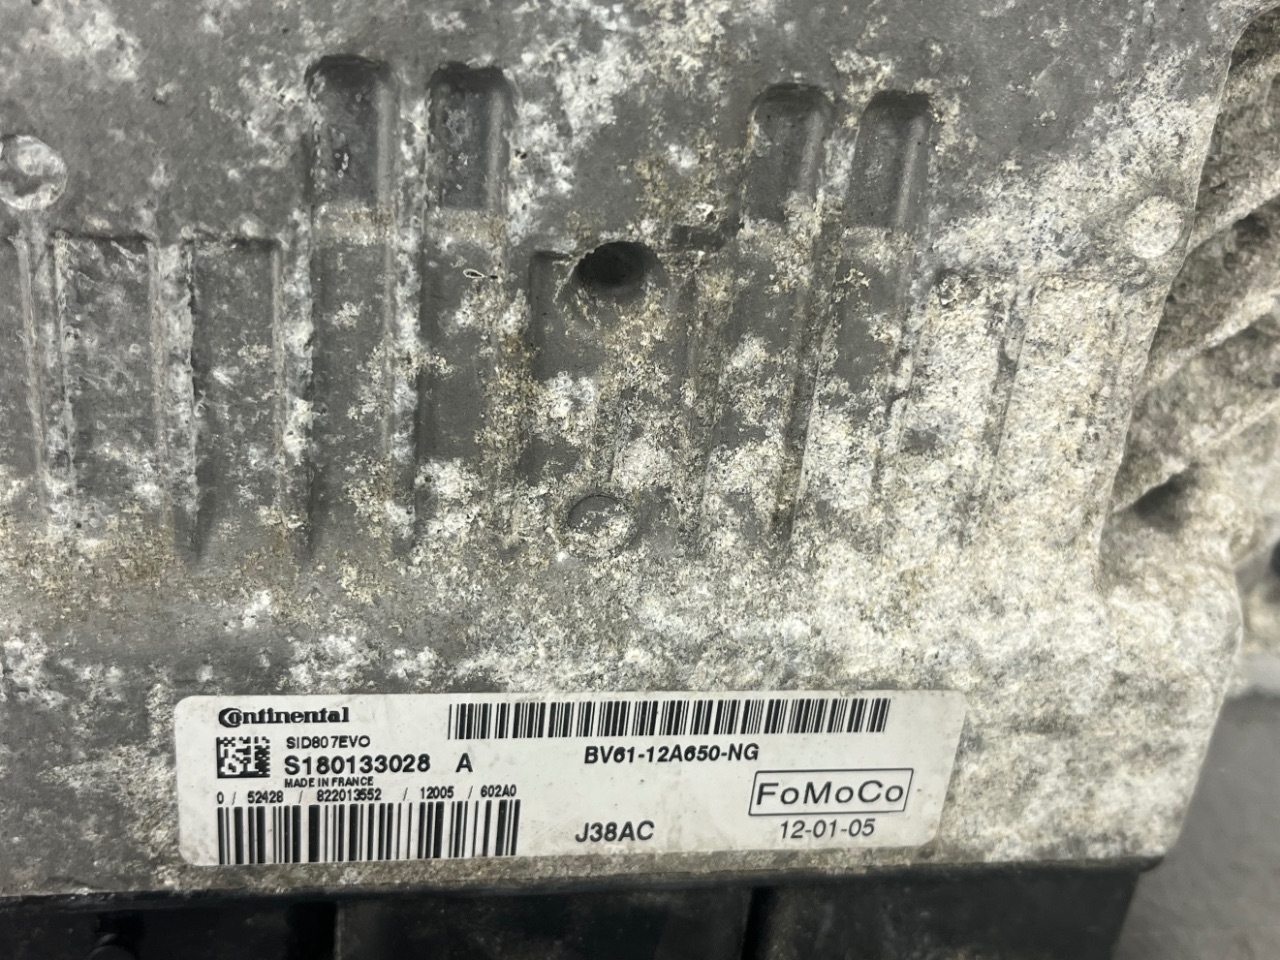 Continental
SID807EVO
S180133028 A
MADE IN FRANCE
0 / 52428 / 822013552 / 12005 / 602A0
BV61-12A650-NG
FoMoCo
J38AC
12-01-05